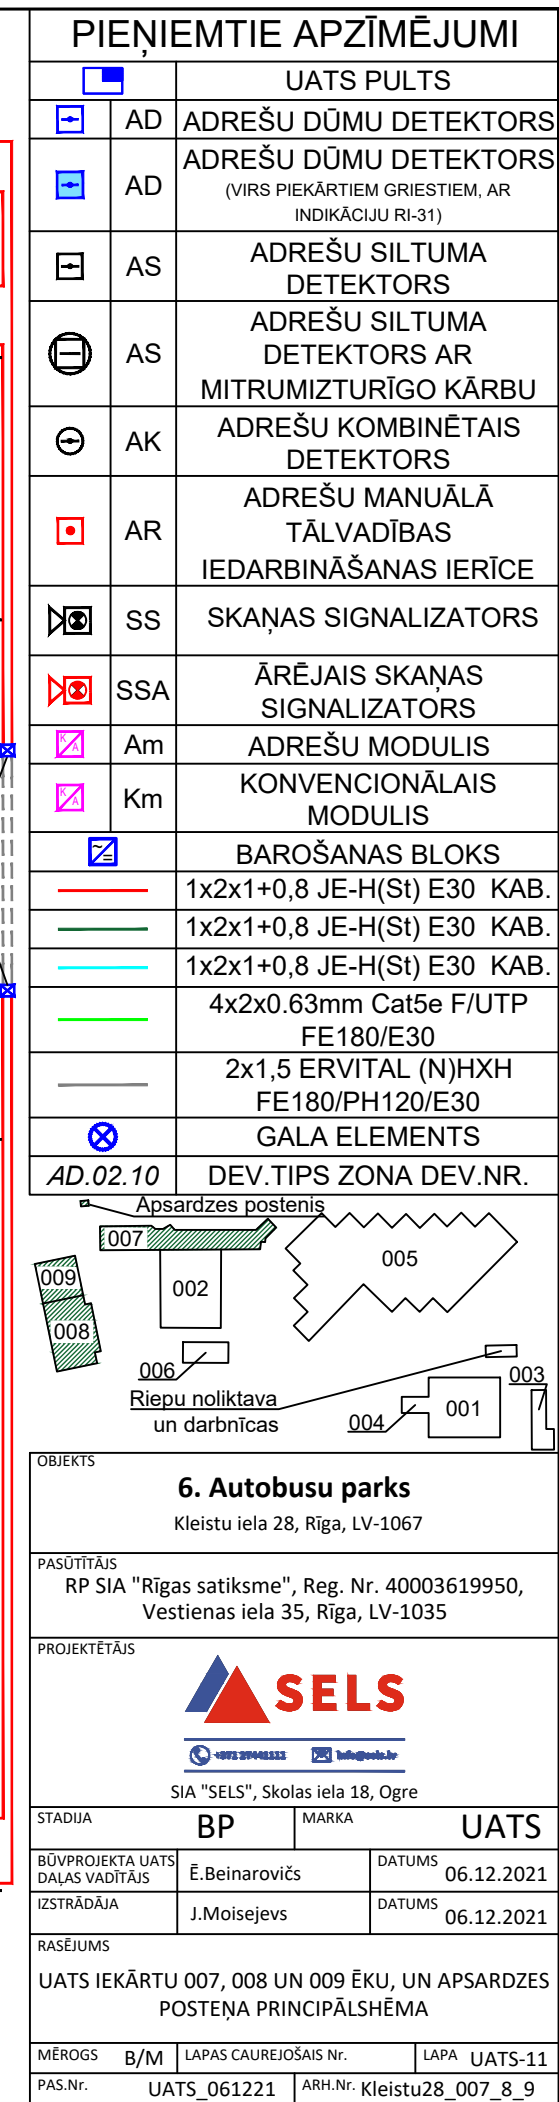 PIEŅIEMTIE APZĪMĒJUMI
UATS PULTS
AD ADREŠU DŪMU DETEKTORS
AD ADREŠU DŪMU DETEKTORS
(VIRS PIEKĀRTIEM GRIESTIEM, AR
INDIKĀCIJU RI-31)
AS ADREŠU SILTUMA
DETEKTORS
AS ADREŠU SILTUMA
DETEKTORS AR
MITRUMIZTURĪGO KĀRBU
AK ADREŠU KOMBINĒTAIS
DETEKTORS
AR ADREŠU MANUĀLĀ
TĀLVADĪBAS
IEDARBINĀŠANAS IERĪCE
SS SKAŅAS SIGNALIZATORS
SSA ĀRĒJAIS SKAŅAS
SIGNALIZATORS
K A Am ADREŠU MODULIS
K A Km KONVENCIONĀLAIS
MODULIS
BAROŠANAS BLOKS
1x2x1+0,8 JE-H(St) E30 KAB.
1x2x1+0,8 JE-H(St) E30 KAB.
1x2x1+0,8 JE-H(St) E30 KAB.
4x2x0.63mm Cat5e F/UTP
FE180/E30
2x1,5 ERVITAL (N)HXH
FE180/PH120/E30
GALA ELEMENTS
AD.02.10 DEV.TIPS ZONA DEV.NR.
Apsardzes postenis
007
005
009
002
008
006
003
Riepu noliktava
un darbnīcas
004
001
OBJEKTS
6. Autobusu parks
Kleistu iela 28, Rīga, LV-1067
PASŪTĪTĀJS
RP SIA "Rīgas satiksme", Reg. Nr. 40003619950,
Vestienas iela 35, Rīga, LV-1035
PROJEKTĒTĀJS
SELS
+371 27441111 info@sels.lv
SIA "SELS", Skolas iela 18, Ogre
STADIJA BP MARKA UATS
BŪVPROJEKTA UATS
DAĻAS VADĪTĀJS Ē.Beinarovičs DATUMS 06.12.2021
IZSTRĀDĀJA J.Moisejevs DATUMS 06.12.2021
RASĒJUMS
UATS IEKĀRTU 007, 008 UN 009 ĒKU, UN APSARDZES
POSTEŅA PRINCIPĀLSHĒMA
MĒROGS B/M LAPAS CAUREJOŠAIS Nr. LAPA UATS-11
PAS.Nr. UATS_061221 ARH.Nr. Kleistu28_007_8_9